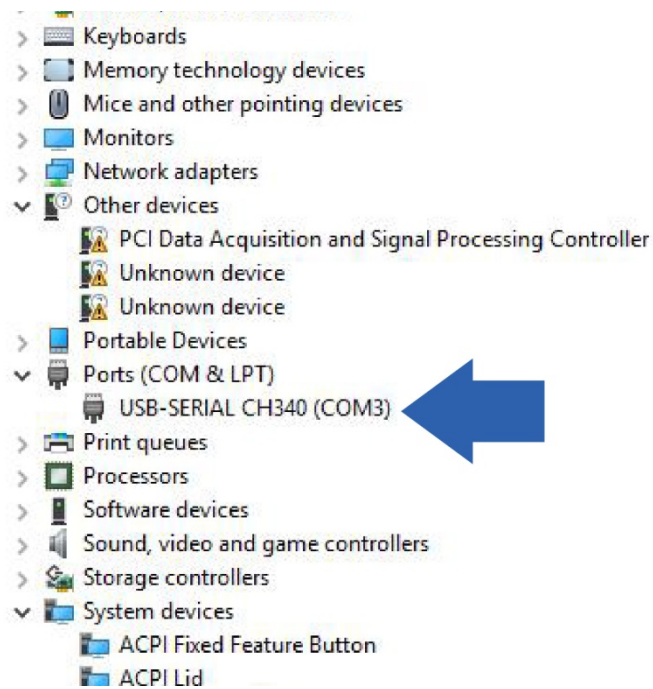 Keyboards
Memory technology devices
Mice and other pointing devices
Monitors
Network adapters
Other devices
PCI Data Acquisition and Signal Processing Controller
Unknown device
Unknown device
Portable Devices
Ports (COM & LPT)
USB-SERIAL CH340 (COM3)
Print queues
Processors
Software devices
Sound, video and game controllers
Storage controllers
System devices
ACPI Fixed Feature Button
ACPI Lid